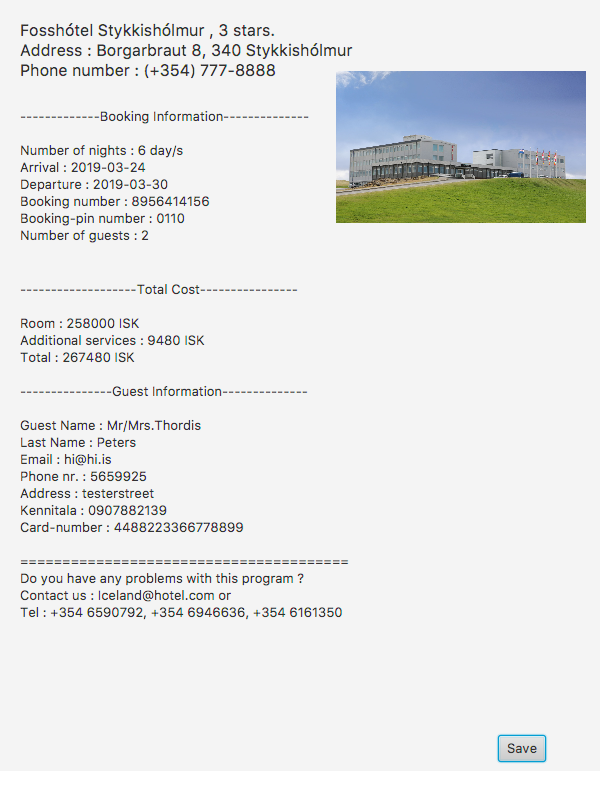 Fosshótel Stykkishólmur , 3 stars.
Address : Borgarbraut 8, 340 Stykkishólmur
Phone number : (+354) 777-8888
-------------Booking Information--------------
Number of nights : 6 day/s
Arrival : 2019-03-24
Departure : 2019-03-30
Booking number : 8956414156
Booking-pin number : 0110
Number of guests : 2
-------------------Total Cost----------------
Room : 258000 ISK
Additional services : 9480 ISK
Total : 267480 ISK
---------------Guest Information--------------
Guest Name : Mr/Mrs.Thordis
Last Name : Peters
Email : hi@hi.is
Phone nr. : 5659925
Address : testerstreet
Kennitala : 0907882139
Card-number : 4488223366778899
=======================================
Do you have any problems with this program ?
Contact us : Iceland@hotel.com or
Tel : +354 6590792, +354 6946636, +354 6161350
Save